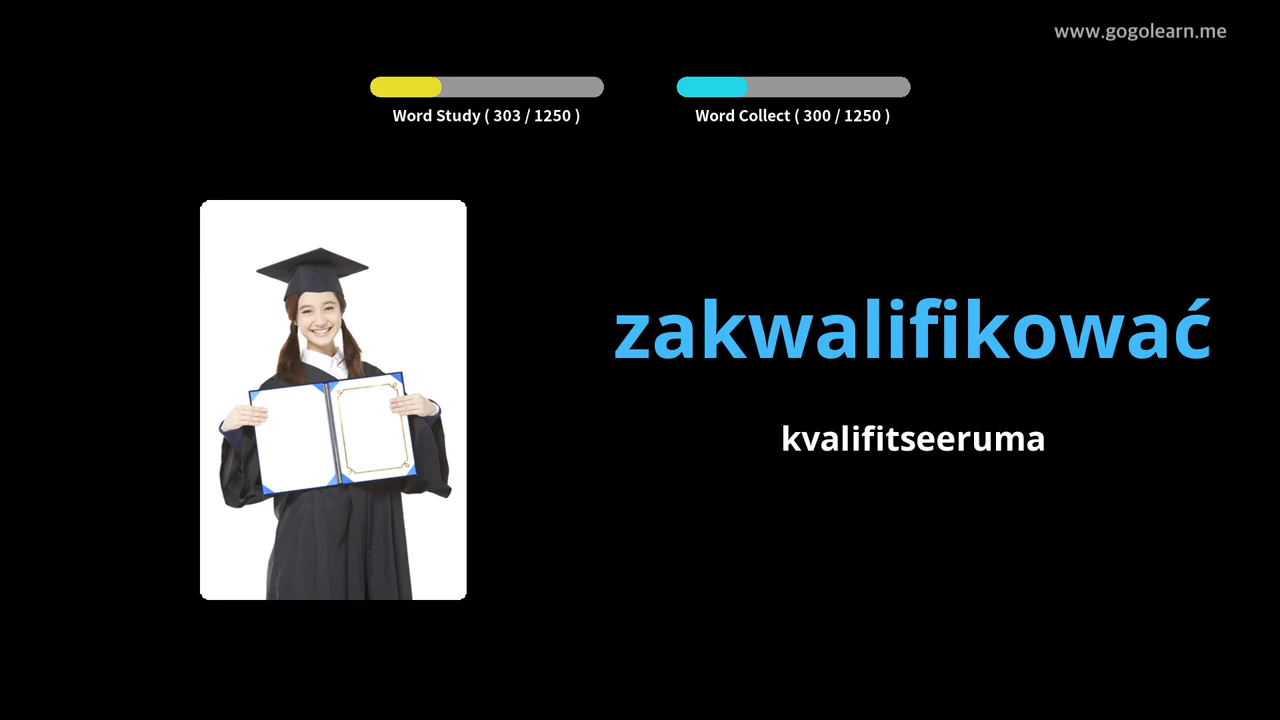 www.gogolearn.me
Word Study ( 303 / 1250 )
Word Collect ( 300 / 1250 )
zakwalifikować
kvalifitseeruma